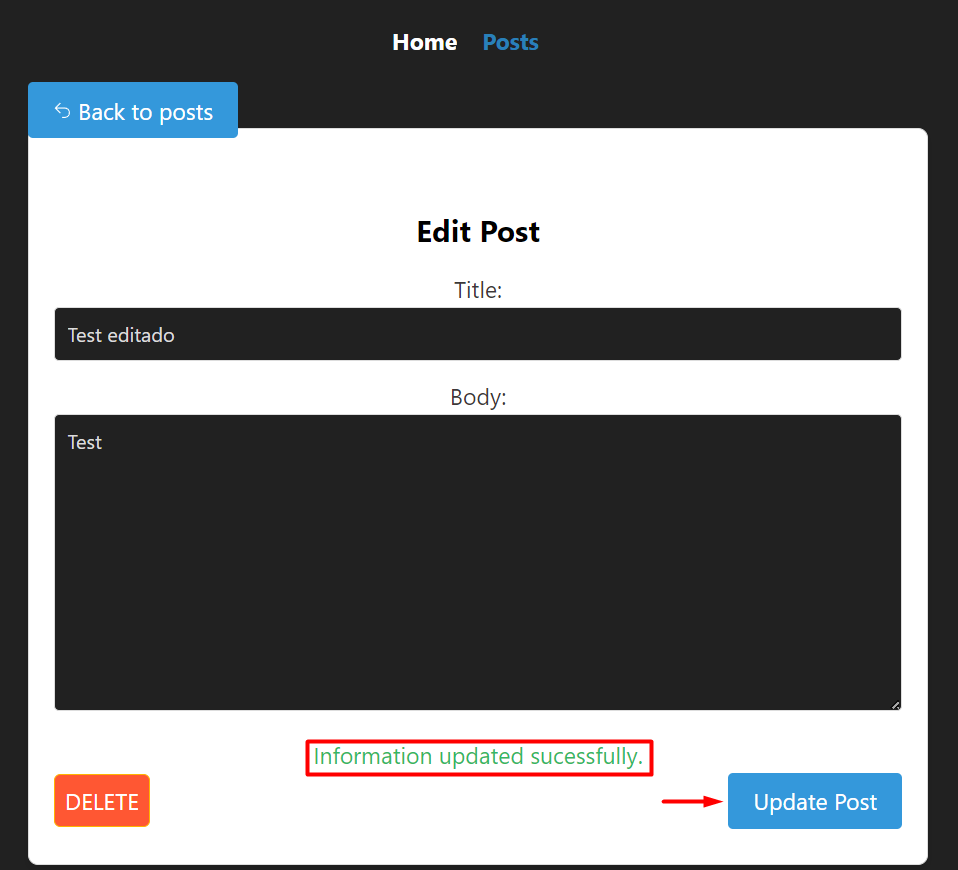 Home Posts
Back to posts
Edit Post
Title:
Test editado
Body:
Test
Information updated sucessfully.
DELETE
Update Post